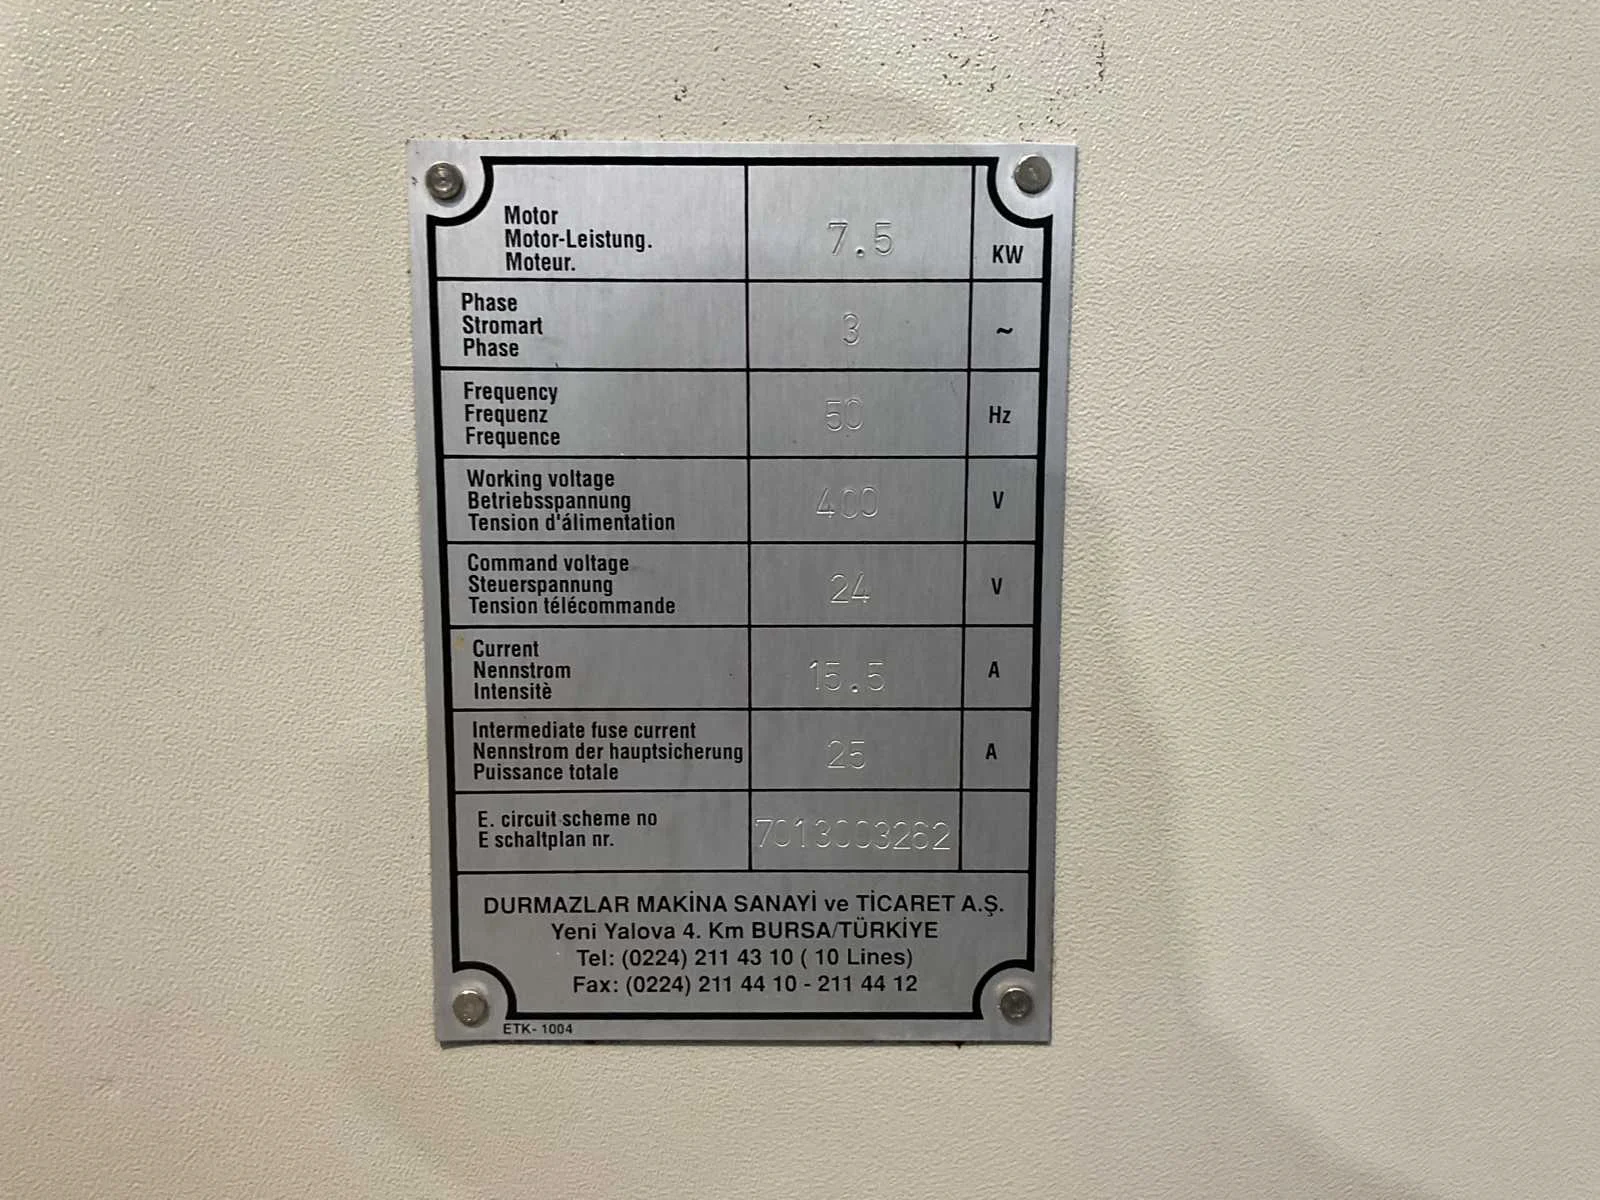 Motor
Motor-Leistung.
Moteur.
7.5
KW
Phase
Stromart
Phase
3
~
Frequency
Frequenz
Frequence
50
Hz
Working voltage
Betriebsspannung
Tension d'álimentation
400
V
Command voltage
Steuerspannung
Tension télécommande
24
V
Current
Nennstrom
Intensitè
15.5
A
Intermediate fuse current
Nennstrom der hauptsicherung
Puissance totale
25
A
E. circuit scheme no
E schaltplan nr.
7013003262
DURMAZLAR MAKİNA SANAYİ ve TİCARET A.Ş.
Yeni Yalova 4. Km BURSA/TÜRKİYE
Tel: (0224) 211 43 10 ( 10 Lines)
Fax: (0224) 211 44 10 - 211 44 12
ETK- 1004